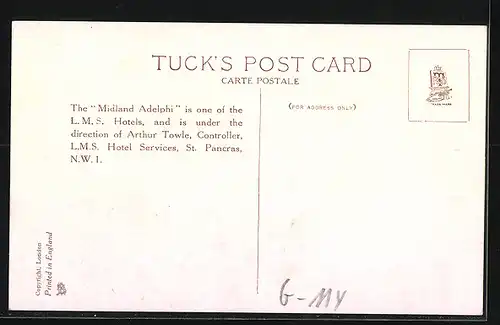 TUCK'S POST CARD
CARTE POSTALE
The "Midland Adelphi" is one of the
L.M.S. Hotels, and is under the
direction of Arthur Towle, Controller,
L.M.S. Hotel Services, St. Pancras,
N.W.1.
(FOR ADDRESS ONLY)
TRADE MARK
Copyright, London
Printed in England
G-MY